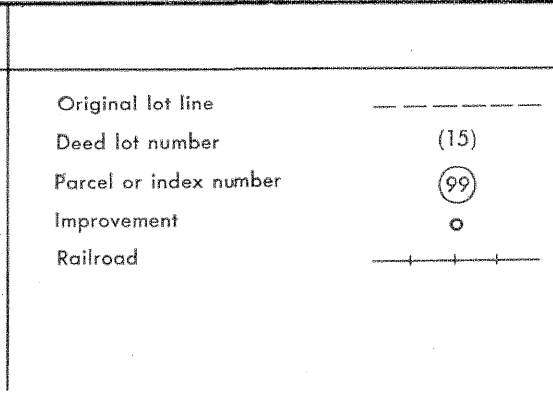 Original lot line
Deed lot number (15)
Parcel or index number 99
Improvement
Railroad